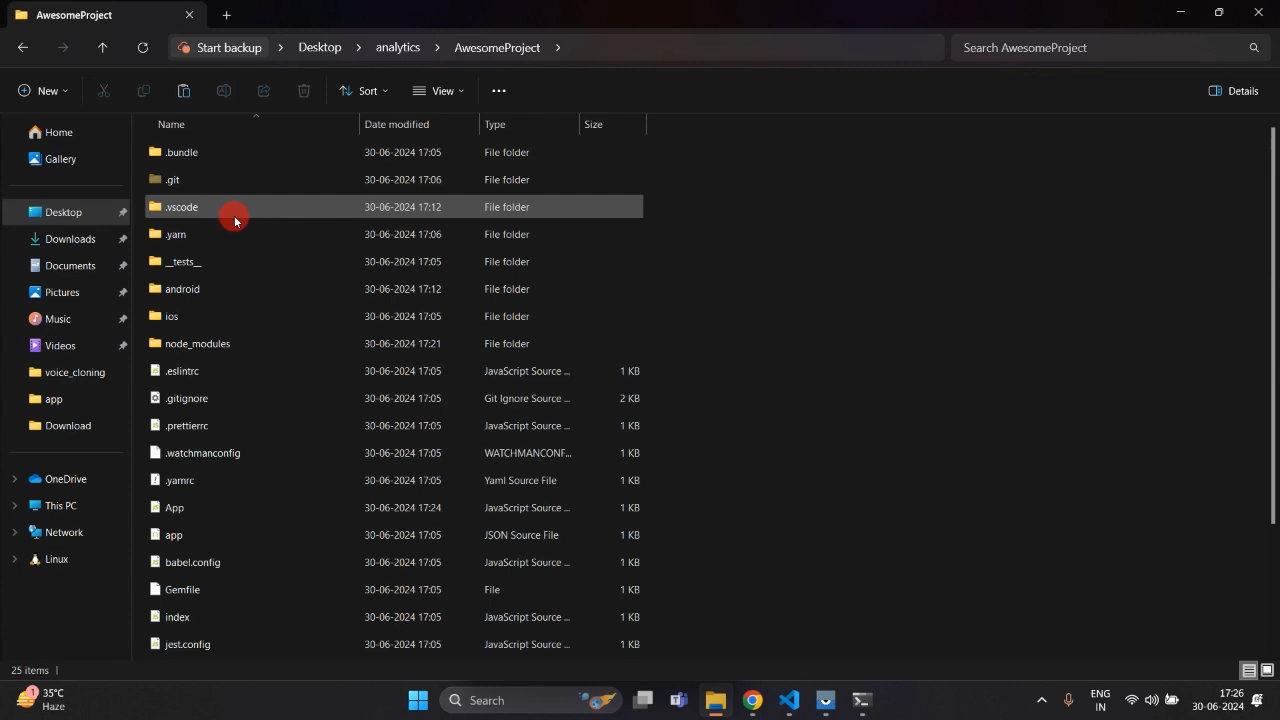 AwesomeProject
Start backup
Desktop
analytics
AwesomeProject
Search AwesomeProject
New
Sort
View
Details
Name
Date modified
Type
Size
Home
Gallery
Desktop
Downloads
Documents
Pictures
Music
Videos
voice_cloning
app
Download
OneDrive
This PC
Network
Linux
.bundle 30-06-2024 17:05 File folder
.git 30-06-2024 17:06 File folder
.vscode 30-06-2024 17:12 File folder
.yarn 30-06-2024 17:06 File folder
__tests__ 30-06-2024 17:05 File folder
android 30-06-2024 17:12 File folder
ios 30-06-2024 17:05 File folder
node_modules 30-06-2024 17:21 File folder
.eslintrc 30-06-2024 17:05 JavaScript Source ... 1 KB
.gitignore 30-06-2024 17:05 Git Ignore Source ... 2 KB
.prettierrc 30-06-2024 17:05 JavaScript Source ... 1 KB
.watchmanconfig 30-06-2024 17:05 WATCHMANCONF... 1 KB
.yarnrc 30-06-2024 17:05 Yaml Source File 1 KB
App 30-06-2024 17:24 JavaScript Source ... 1 KB
app 30-06-2024 17:05 JSON Source File 1 KB
babel.config 30-06-2024 17:05 JavaScript Source ... 1 KB
Gemfile 30-06-2024 17:05 File 1 KB
index 30-06-2024 17:05 JavaScript Source ... 1 KB
jest.config 30-06-2024 17:05 JavaScript Source ... 1 KB
25 items
1
35°C
Haze
Search
ENG
IN
17:26
30-06-2024